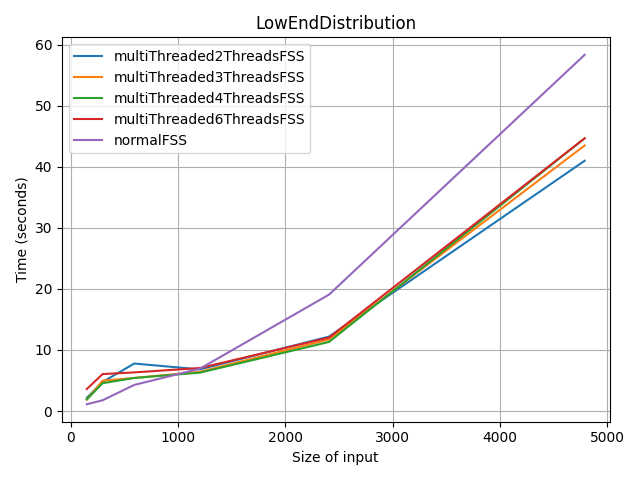 LowEndDistribution
multiThreaded2ThreadsFSS
multiThreaded3ThreadsFSS
multiThreaded4ThreadsFSS
multiThreaded6ThreadsFSS
normalFSS
Time (seconds)
60
50
40
30
20
10
0
0 1000 2000 3000 4000 5000
Size of input